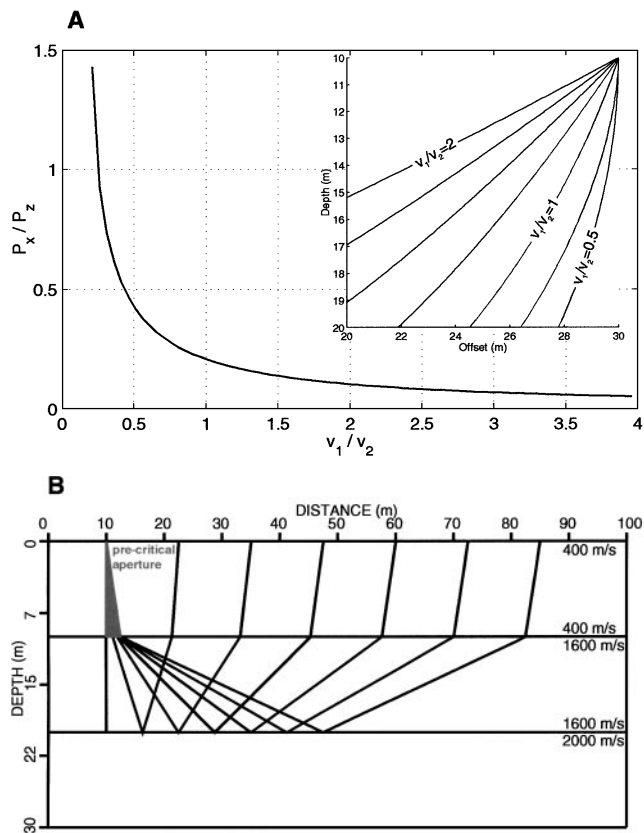 A
P_x / P_z
1.5
1
0.5
0
0 0.5 1 1.5 2 2.5 3 3.5 4
v_1 / v_2
Depth (m)
10
11
12
13
14
15
16
17
18
19
20
v_1/v_2=2
v_1/v_2=1
v_1/v_2=0.5
20 22 24 26 28 30
Offset (m)
B
DISTANCE (m)
0 10 20 30 40 50 60 70 80 90 100
DEPTH (m)
0
7
15
22
30
pre-critical
aperture
400 m/s
400 m/s
1600 m/s
1600 m/s
2000 m/s